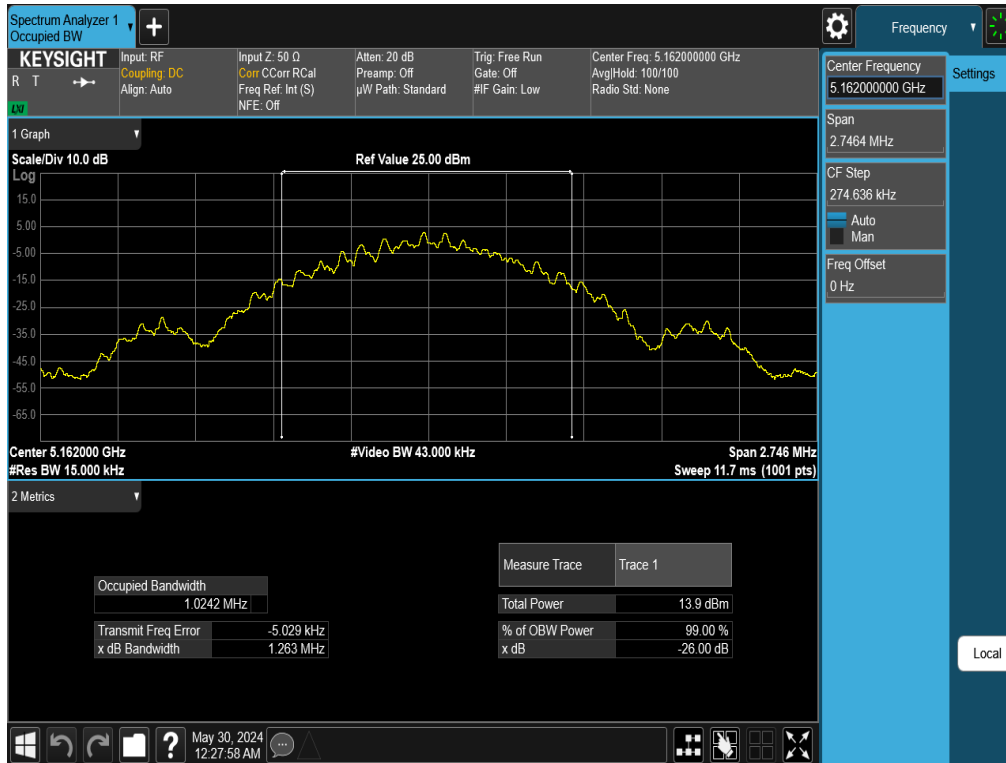 Spectrum Analyzer 1
Occupied BW
Frequency
KEYSIGHT
R T
LXI
Input: RF
Coupling: DC
Align: Auto
Input Z: 50 Ω
Corr CCorr RCal
Freq Ref: Int (S)
NFE: Off
Atten: 20 dB
Preamp: Off
µW Path: Standard
Trig: Free Run
Gate: Off
#IF Gain: Low
Center Freq: 5.162000000 GHz
Avg|Hold: 100/100
Radio Std: None
Center Frequency
5.162000000 GHz
Settings
Span
2.7464 MHz
CF Step
274.636 kHz
Auto
Man
Freq Offset
0 Hz
Local
1 Graph
Scale/Div 10.0 dB
Ref Value 25.00 dBm
Log
15.0
5.00
-5.00
-15.0
-25.0
-35.0
-45.0
-55.0
-65.0
Center 5.162000 GHz
#Video BW 43.000 kHz
Span 2.746 MHz
#Res BW 15.000 kHz
Sweep 11.7 ms (1001 pts)
2 Metrics
Measure Trace Trace 1
Occupied Bandwidth
1.0242 MHz
Total Power 13.9 dBm
Transmit Freq Error -5.029 kHz
% of OBW Power 99.00 %
x dB Bandwidth 1.263 MHz
x dB -26.00 dB
?
May 30, 2024
12:27:58 AM